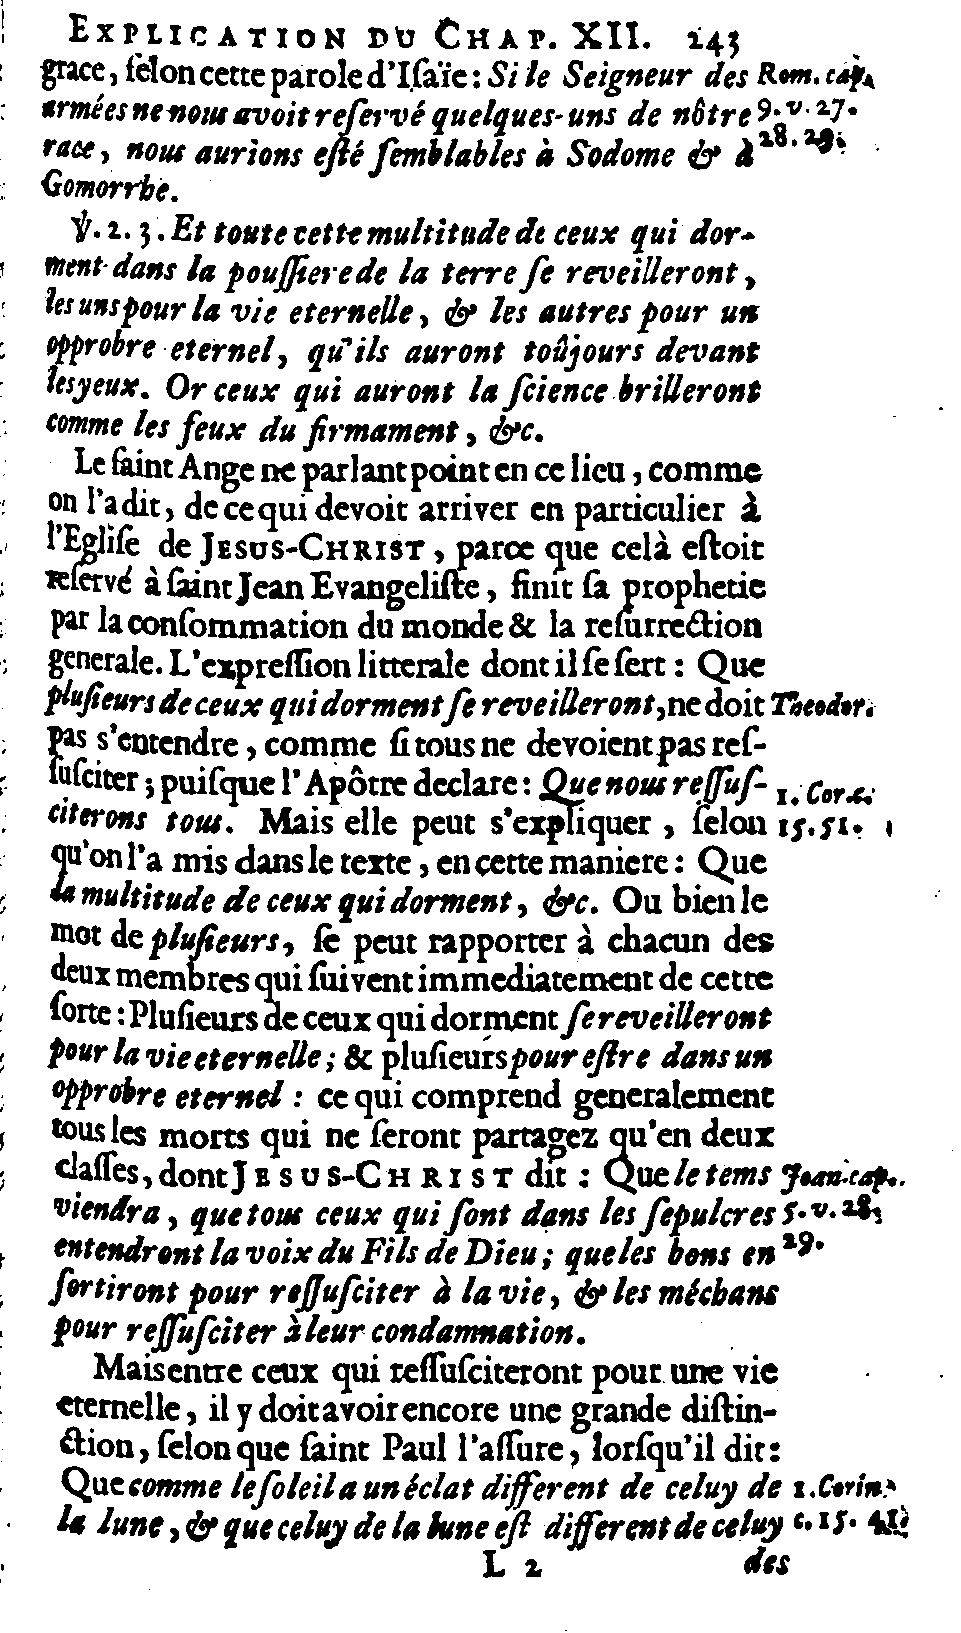 EXPLICATION DU CHAP. XII. 243
grace, ſelon cette parole d'Iſaïe: Si le Seigneur des Rom. cap.
armées ne nous avoit reſervé quelques-uns de nôtre 9. v. 27.
race, nous aurions eſté ſemblables à Sodome & à 28. 29.
Gomorrhe.
℣. 2. 3. Et toute cette multitude de ceux qui dor-
ment dans la pouſſiere de la terre ſe reveilleront,
les uns pour la vie eternelle, & les autres pour un
opprobre eternel, qu'ils auront toûjours devant
les yeux. Or ceux qui auront la ſcience brilleront
comme les feux du firmament, &c.
Le ſaint Ange ne parlant point en ce lieu, comme
on l'a dit, de ce qui devoit arriver en particulier à
l'Egliſe de JESUS-CHRIST, parce que celà eſtoit
reſervé à ſaint Jean Evangeliſte, finit ſa prophetie
par la conſommation du monde & la reſurrection
generale. L'expreſſion litterale dont il ſe ſert: Que
pluſieurs de ceux qui dorment ſe reveilleront, ne doit Theodor.
pas s'entendre, comme ſi tous ne devoient pas reſ-
ſuſciter; puiſque l'Apôtre declare: Que nous reſſuſ- 1. Cor. c.
citerons tous. Mais elle peut s'expliquer, ſelon 15. 51.
qu'on l'a mis dans le texte, en cette maniere: Que
la multitude de ceux qui dorment, &c. Ou bien le
mot de pluſieurs, ſe peut rapporter à chacun des
deux membres qui ſuivent immediatement de cette
ſorte: Pluſieurs de ceux qui dorment ſe reveilleront
pour la vie eternelle; & pluſieurs pour eſtre dans un
opprobre eternel: ce qui comprend generalement
tous les morts qui ne ſeront partagez qu'en deux
claſſes, dont JESUS-CHRIST dit: Que le tems Joan. cap.
viendra, que tous ceux qui ſont dans les ſepulcres 5. v. 28.
entendront la voix du Fils de Dieu; que les bons en 29.
ſortiront pour reſſuſciter à la vie, & les méchans
pour reſſuſciter à leur condamnation.
Mais entre ceux qui reſſuſciteront pour une vie
eternelle, il y doit avoir encore une grande diſtin-
ction, ſelon que ſaint Paul l'aſſure, lorſqu'il dit:
Que comme le ſoleil a un éclat different de celuy de 1. Corin.
la lune, & que celuy de la lune eſt different de celuy c. 15. 41.
L 2 des